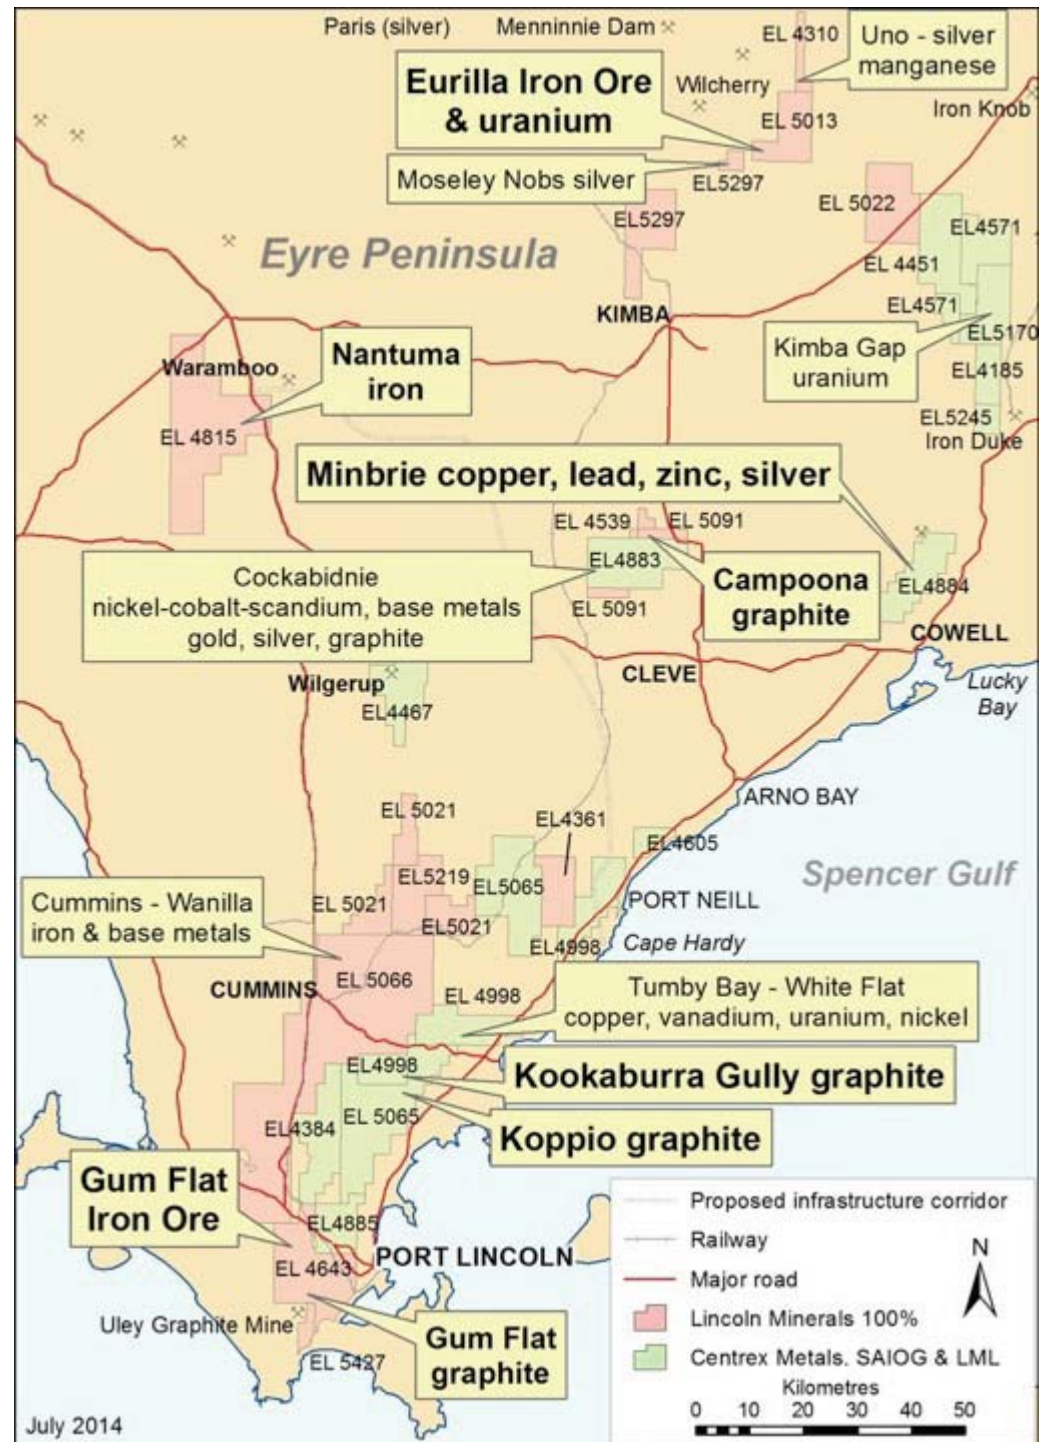 Paris (silver)
Menninnie Dam
EL 4310
Uno - silver
manganese
Eurilla Iron Ore
& uranium
Wilcherry
Iron Knob
EL 5013
Moseley Nobs silver
EL5297
EL5297
EL 5022
EL4571
Eyre Peninsula
EL 4451
EL4571
KIMBA
EL5170
Kimba Gap
uranium
Nantuma
iron
Waramboo
EL4185
EL 4815
EL5245
Iron Duke
Minbrie copper, lead, zinc, silver
EL 4539
EL 5091
EL4883
Cockabidnie
nickel-cobalt-scandium, base metals
gold, silver, graphite
Campoona
graphite
EL4884
EL 5091
COWELL
CLEVE
Lucky
Bay
Wilgerup
EL4467
ARNO BAY
EL 5021
EL4361
EL4605
Spencer Gulf
EL5219
EL5065
Cummins - Wanilla
iron & base metals
EL 5021
EL5021
PORT NEILL
EL4998
Cape Hardy
EL 5066
CUMMINS
EL 4998
Tumby Bay - White Flat
copper, vanadium, uranium, nickel
EL4998
Kookaburra Gully graphite
EL4384
EL 5065
Koppio graphite
Gum Flat
Iron Ore
EL4885
PORT LINCOLN
EL 4643
Uley Graphite Mine
Gum Flat
graphite
EL 5427
Proposed infrastructure corridor
Railway
Major road
N
Lincoln Minerals 100%
Centrex Metals. SAIOG & LML
Kilometres
0 10 20 30 40 50
July 2014